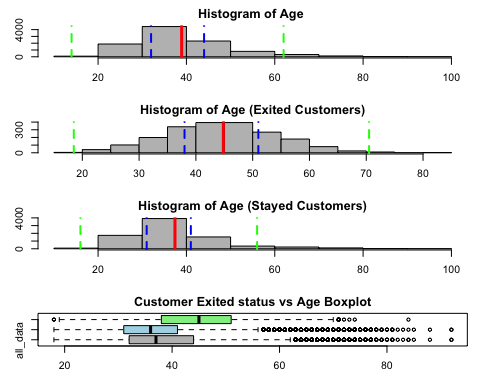 Histogram of Age
4000
0
20 40 60 80 100
Histogram of Age (Exited Customers)
300
0
20 30 40 50 60 70 80
Histogram of Age (Stayed Customers)
4000
0
20 40 60 80 100
Customer Exited status vs Age Boxplot
all_data
20 40 60 80